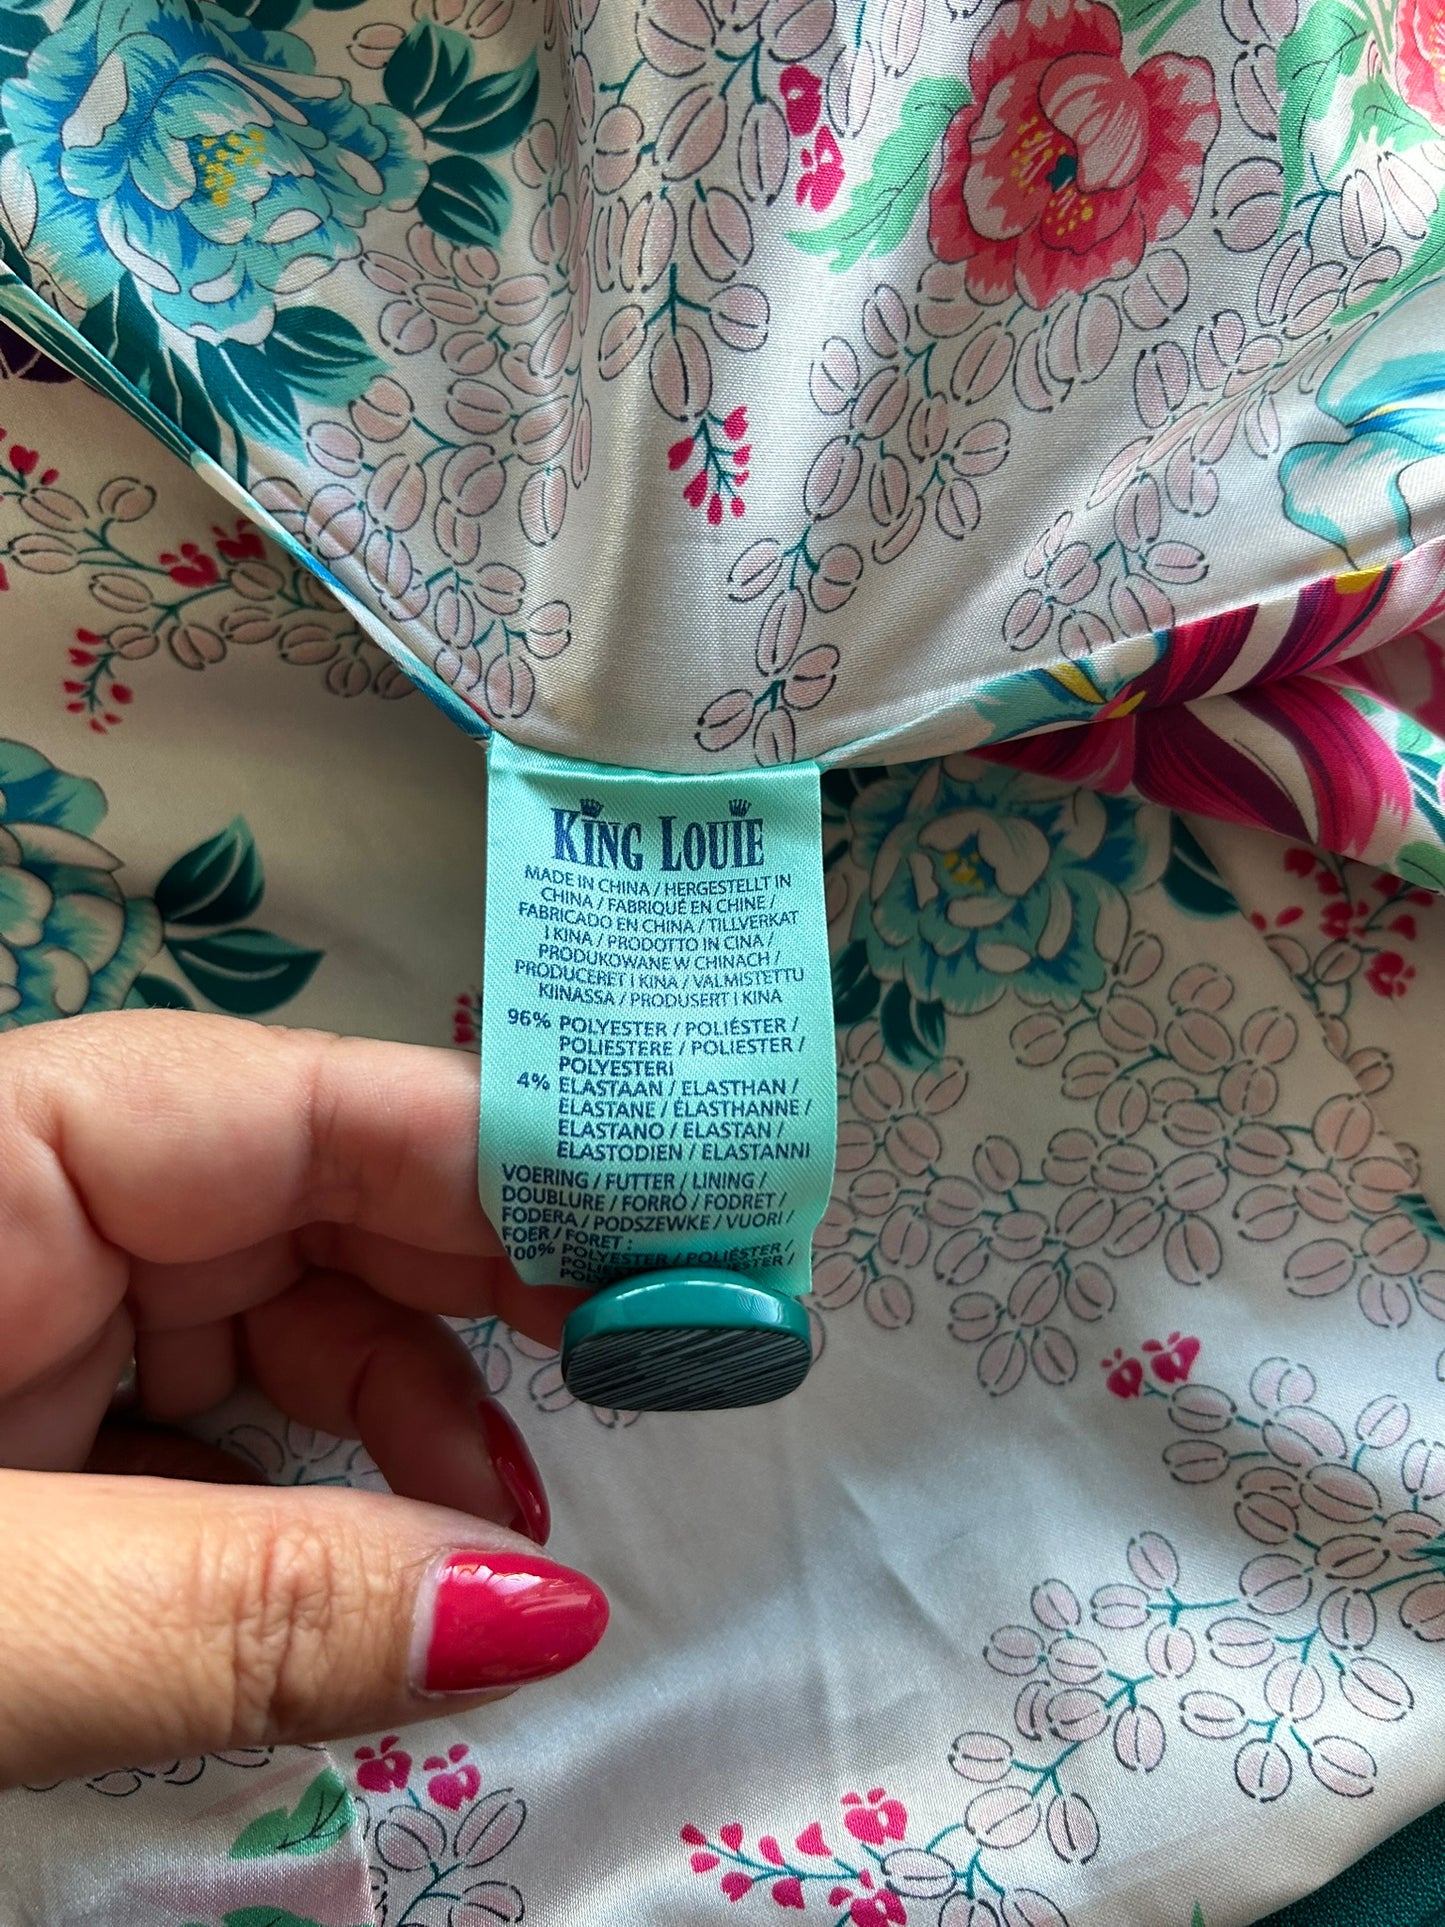 KING LOUIE
MADE IN CHINA / HERGESTELLT IN
CHINA / FABRIQUÉ EN CHINE /
FABRICADO EN CHINA / TILLVERKAT
I KINA / PRODOTTO IN CINA /
PRODUKOWANE W CHINACH /
PRODUCERET I KINA / VALMISTETTU
KIINASSA / PRODUSERT I KINA
96% POLYESTER / POLIÉSTER /
POLIESTERE / POLIESTER /
POLYESTERI
4% ELASTAAN / ELASTHAN /
ELASTANE / ÉLASTHANNE /
ELASTANO / ELASTAN /
ELASTODIEN / ELASTANNI
VOERING / FUTTER / LINING /
DOUBLURE / FORRO / FODRET /
FODERA / PODSZEWKE / VUORI /
FOER / FORET :
100% POLYESTER / POLIÉSTER /